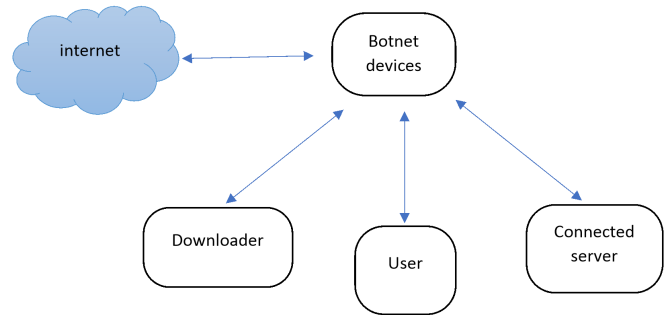 internet
Botnet
devices
Downloader
User
Connected
server